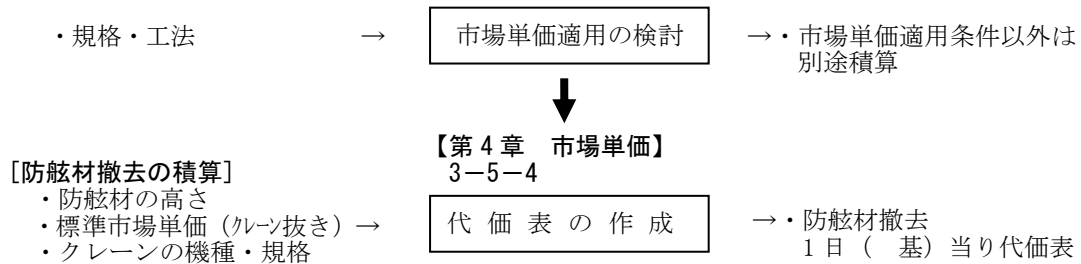 ・規格・工法 → 市場単価適用の検討 →・市場単価適用条件以外は
別途積算
【第4章 市場単価】
3-5-4
[防舷材撤去の積算]
・防舷材の高さ
・標準市場単価(ｸﾚｰﾝ抜き)→ 代価表の作成 →・防舷材撤去
・クレーンの機種・規格 1日( 基)当り代価表